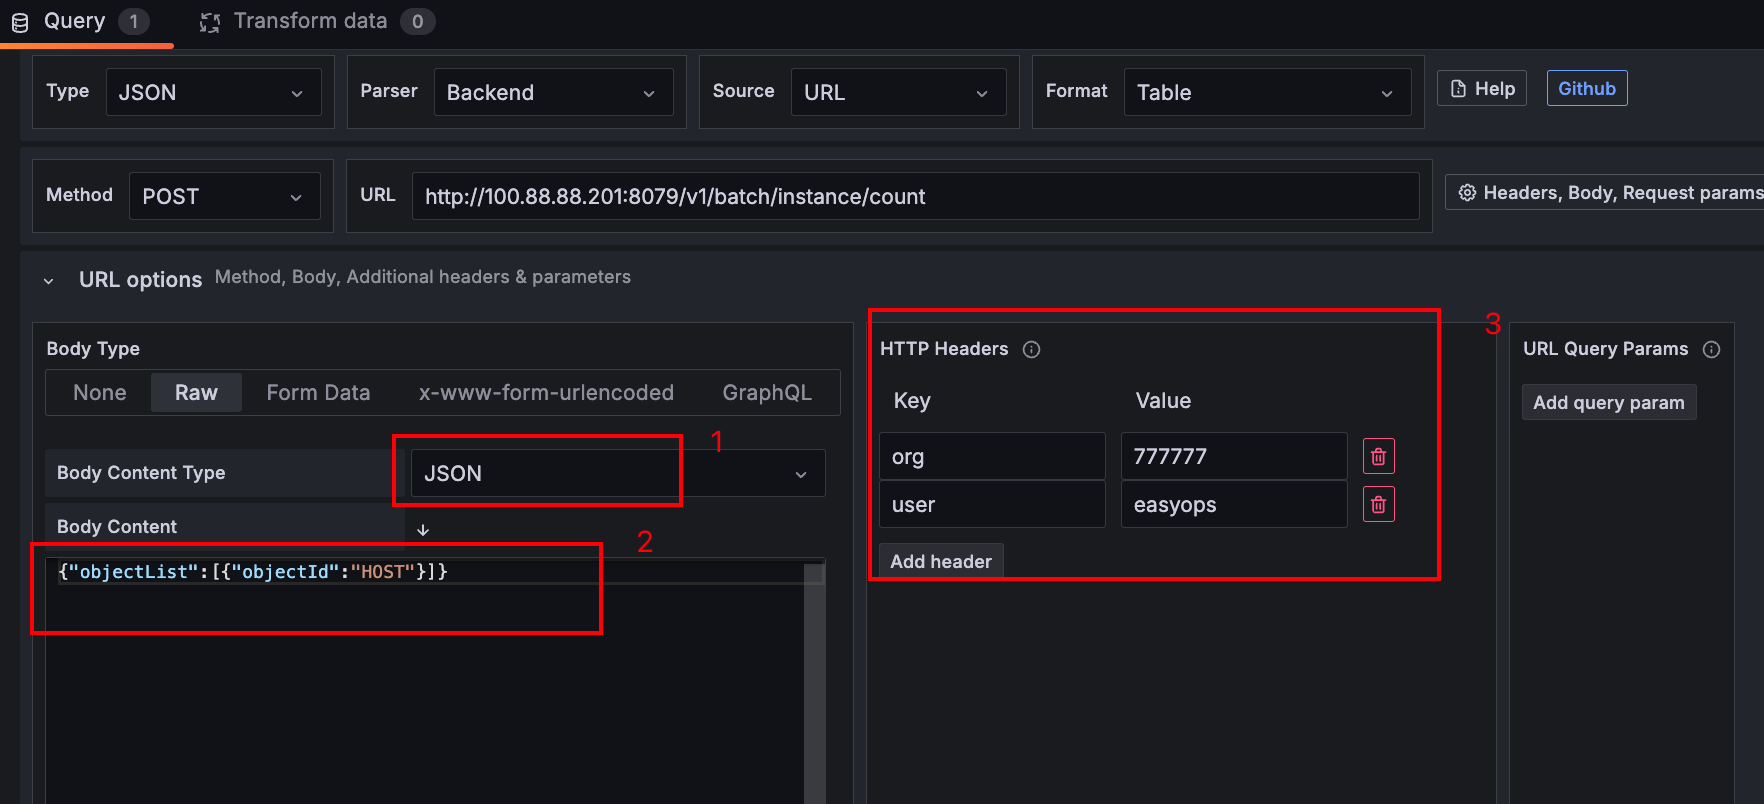 Query 1 Transform data 0
Type JSON Parser Backend Source URL Format Table Help Github
Method POST URL http://100.88.88.201:8079/v1/batch/instance/count Headers, Body, Request params
URL options Method, Body, Additional headers & parameters
3
Body Type
None Raw Form Data x-www-form-urlencoded GraphQL
1
Body Content Type JSON
Body Content
2
{"objectList":[{"objectId":"HOST"}]}
HTTP Headers
Key Value
org 777777
user easyops
Add header
URL Query Params
Add query param